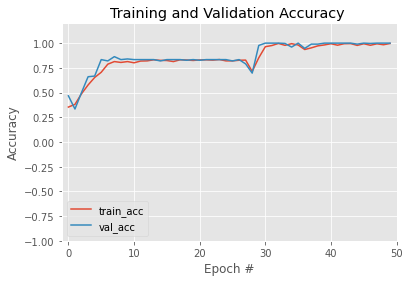 Training and Validation Accuracy
1.00
0.75
0.50
0.25
0.00
−0.25
−0.50
−0.75
−1.00
Accuracy
train_acc
val_acc
0 10 20 30 40 50
Epoch #